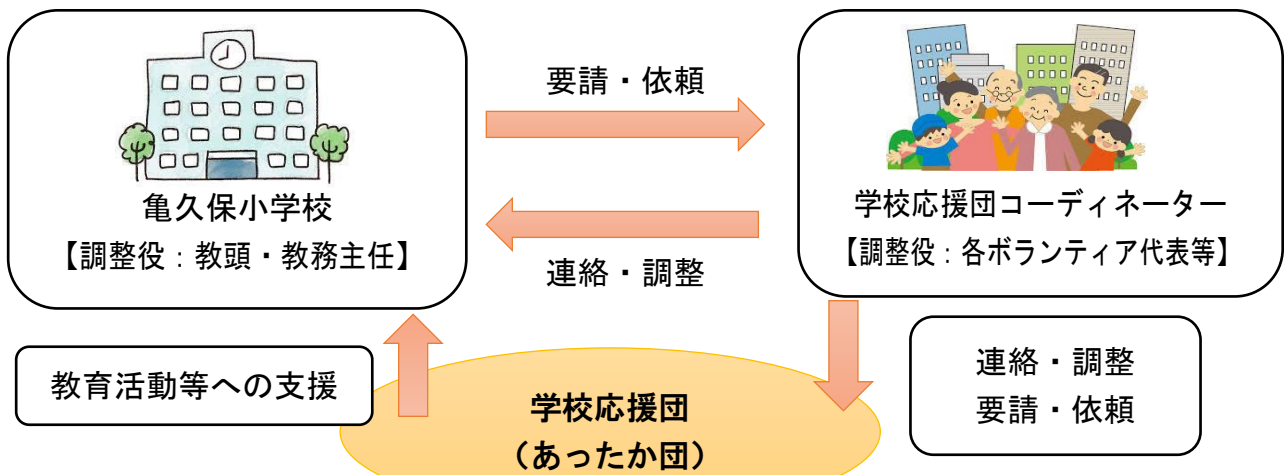 要請・依頼
亀久保小学校
【調整役：教頭・教務主任】
学校応援団コーディネーター
【調整役：各ボランティア代表等】
連絡・調整
教育活動等への支援
連絡・調整
要請・依頼
学校応援団
（あったか団）